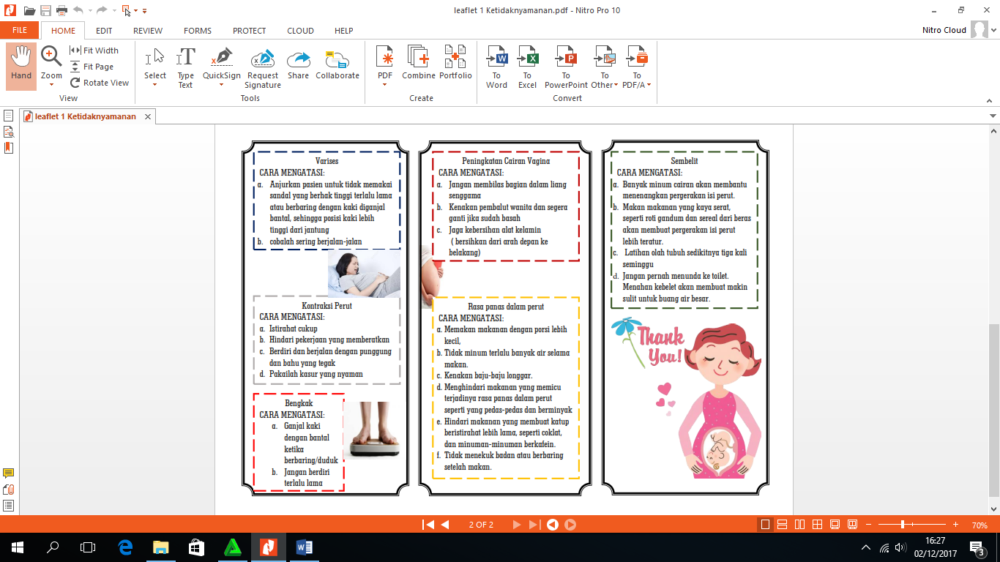 leaflet 1 Ketidaknyamanan.pdf - Nitro Pro 10
FILE
HOME
EDIT
REVIEW
FORMS
PROTECT
CLOUD
HELP
Nitro Cloud
Hand
Zoom
Fit Width
Fit Page
Rotate View
View
Select
Type
Text
QuickSign
Request
Signature
Share
Collaborate
Tools
PDF
Combine
Portfolio
Create
To
Word
To
Excel
To
PowerPoint
To
Other
To
PDF/A
Convert
leaflet 1 Ketidaknyamanan
Varises
CARA MENGATASI:
a. Anjurkan pasien untuk tidak memakai
sandal yang berhak tinggi terlalu lama
atau berbaring dengan kaki diganjal
bantal, sehingga posisi kaki lebih
tinggi dari jantung
b. cobalah sering berjalan-jalan
Kontraksi Perut
CARA MENGATASI:
a. Istirahat cukup
b. Hindari pekerjaan yang memberatkan
c. Berdiri dan berjalan dengan punggung
dan bahu yang tegak
d. Pakailah kasur yang nyaman
Bengkak
CARA MENGATASI:
a. Ganjal kaki
dengan bantal
ketika
berbaring/duduk
b. Jangan berdiri
terlalu lama
Peningkatan Cairan Vagina
CARA MENGATASI:
a. Jangan membilas bagian dalam liang
senggama
b. Kenakan pembalut wanita dan segera
ganti jika sudah basah
c. Jaga kebersihan alat kelamin
( bersihkan dari arah depan ke
belakang)
Rasa panas dalam perut
CARA MENGATASI:
a. Memakan makanan dengan porsi lebih
kecil,
b. Tidak minum terlalu banyak air selama
makan.
c. Kenakan baju-baju longgar.
d. Menghindari makanan yang memicu
terjadinya rasa panas dalam perut
seperti yang pedas-pedas dan berminyak
e. Hindari makanan yang membuat katup
beristirahat lebih lama, seperti coklat,
dan minuman-minuman berkafein.
f. Tidak menekuk badan atau berbaring
setelah makan.
Sembelit
CARA MENGATASI:
a. Banyak minum cairan akan membantu
menenangkan pergerakan isi perut.
b. Makan makanan yang kaya serat,
seperti roti gandum dan sereal dari beras
akan membuat pergerakan isi perut
lebih teratur.
c. Latihan olah tubuh sedikitnya tiga kali
seminggu
d. Jangan pernah menunda ke toilet.
Menahan kebelet akan membuat makin
sulit untuk buang air besar.
Thank
You!
2 OF 2
70%
16:27
02/12/2017
3